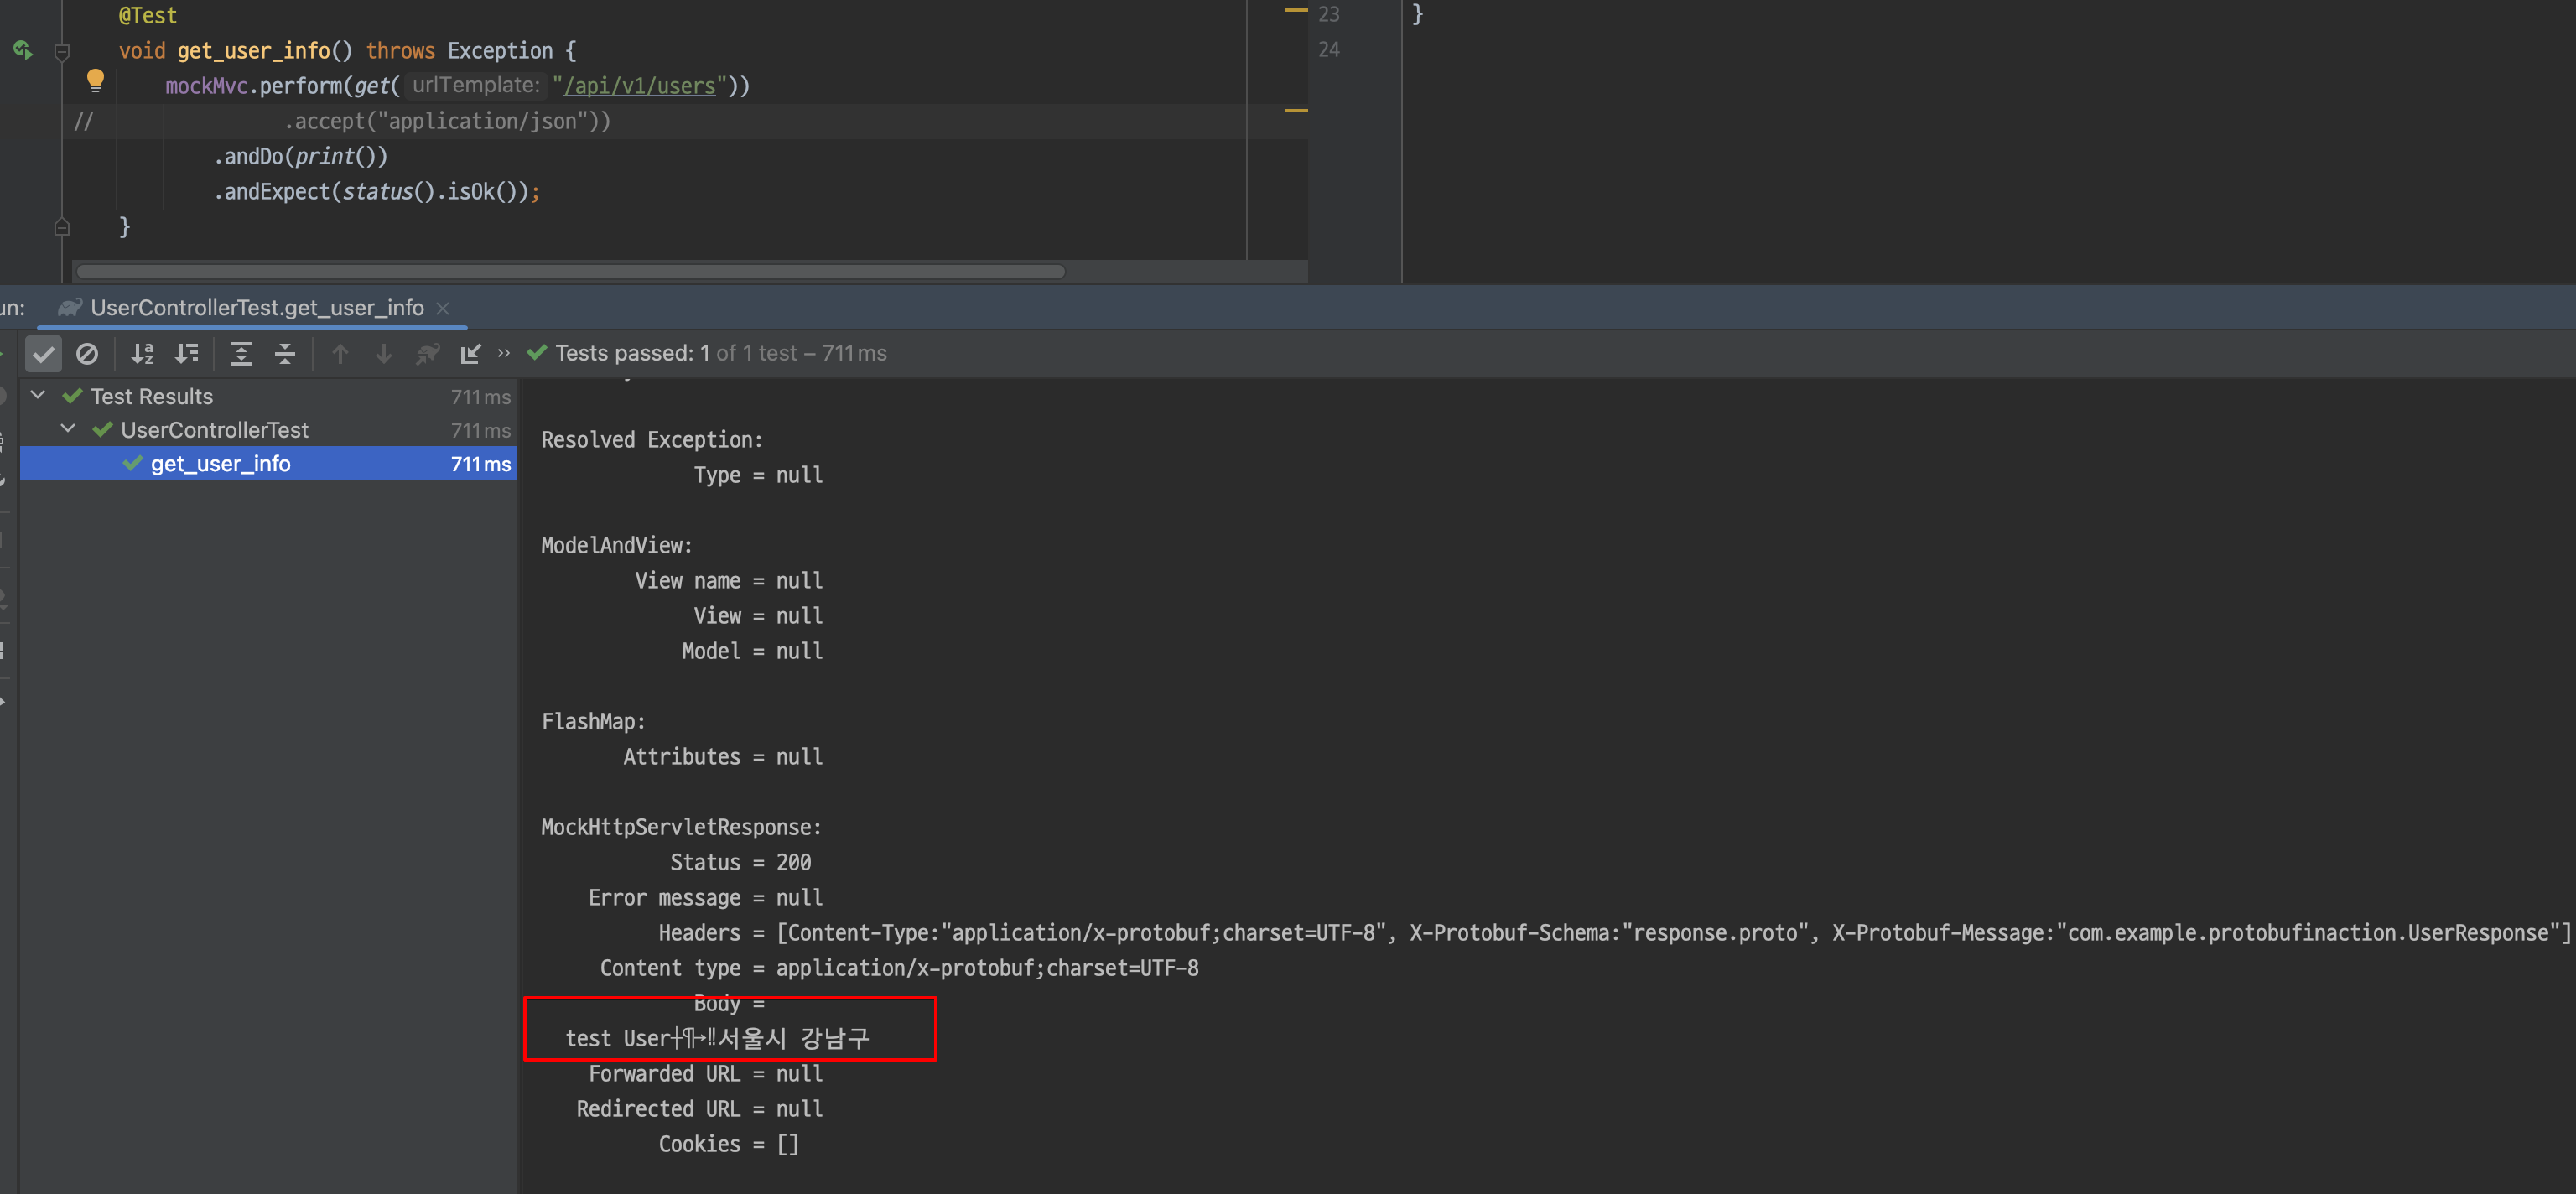 @Test
void get_user_info() throws Exception {
mockMvc.perform(get( urlTemplate: "/api/v1/users"))
// .accept("application/json"))
.andDo(print())
.andExpect(status().isOk());
}
23 }
24
un: UserControllerTest.get_user_info ×
» Tests passed: 1 of 1 test – 711 ms
Test Results 711 ms
UserControllerTest 711 ms
get_user_info 711 ms
Resolved Exception:
Type = null
ModelAndView:
View name = null
View = null
Model = null
FlashMap:
Attributes = null
MockHttpServletResponse:
Status = 200
Error message = null
Headers = [Content-Type:"application/x-protobuf;charset=UTF-8", X-Protobuf-Schema:"response.proto", X-Protobuf-Message:"com.example.protobufinaction.UserResponse"]
Content type = application/x-protobuf;charset=UTF-8
Body =
test User┼¶→‼서울시 강남구
Forwarded URL = null
Redirected URL = null
Cookies = []